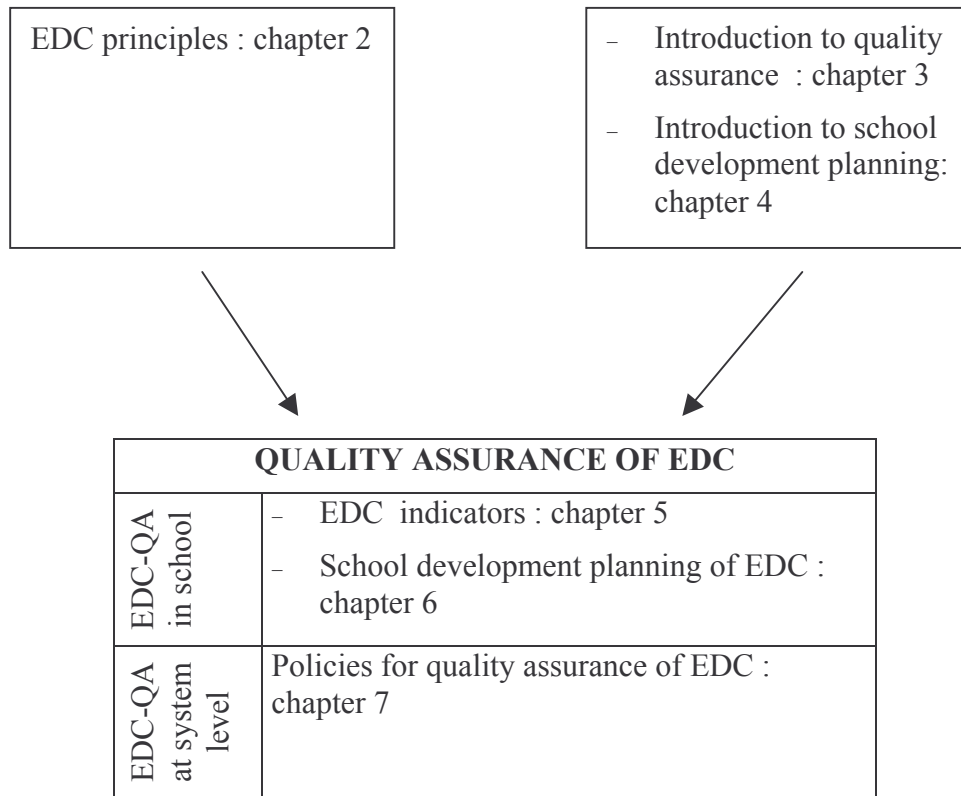 EDC principles : chapter 2
– Introduction to quality
assurance : chapter 3
– Introduction to school
development planning:
chapter 4
QUALITY ASSURANCE OF EDC
EDC-QA
in school
– EDC indicators : chapter 5
– School development planning of EDC :
chapter 6
EDC-QA
at system
level
Policies for quality assurance of EDC :
chapter 7